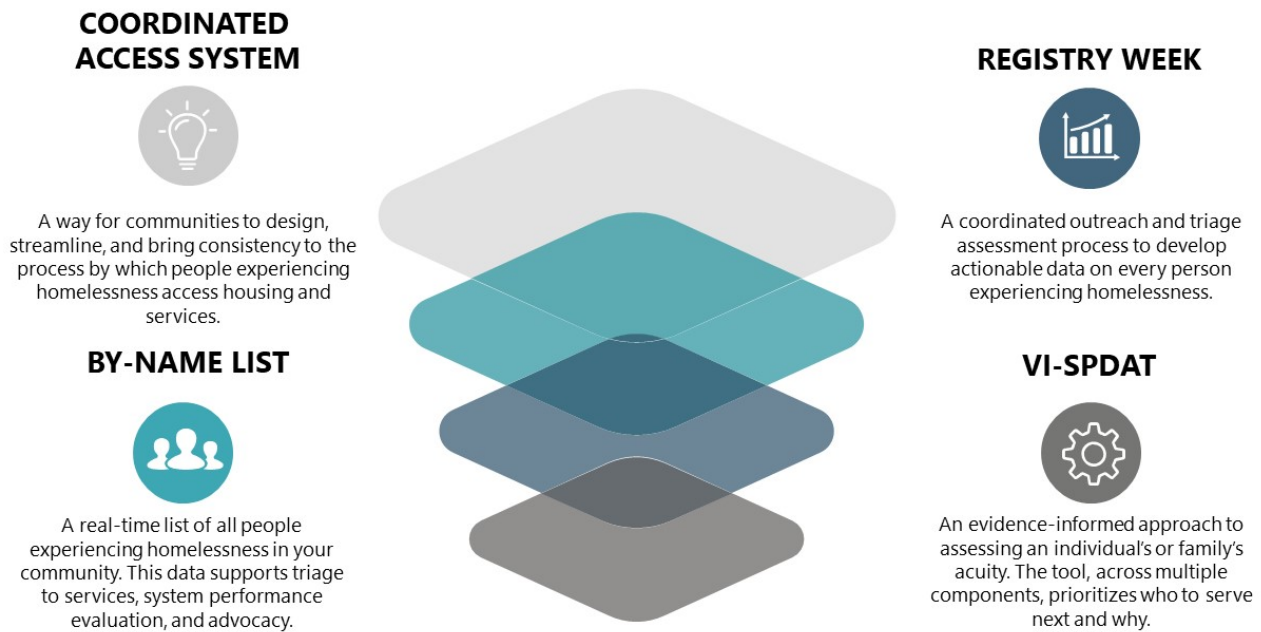 COORDINATED
ACCESS SYSTEM
A way for communities to design,
streamline, and bring consistency to the
process by which people experiencing
homelessness access housing and
services.
BY-NAME LIST
A real-time list of all people
experiencing homelessness in your
community. This data supports triage
to services, system performance
evaluation, and advocacy.
REGISTRY WEEK
A coordinated outreach and triage
assessment process to develop
actionable data on every person
experiencing homelessness.
VI-SPDAT
An evidence-informed approach to
assessing an individual's or family's
acuity. The tool, across multiple
components, prioritizes who to serve
next and why.